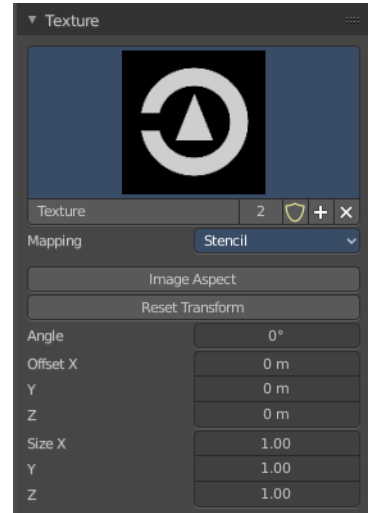 Texture
Texture 2
Mapping Stencil
Image Aspect
Reset Transform
Angle 0°
Offset X 0 m
Y 0 m
Z 0 m
Size X 1.00
Y 1.00
Z 1.00